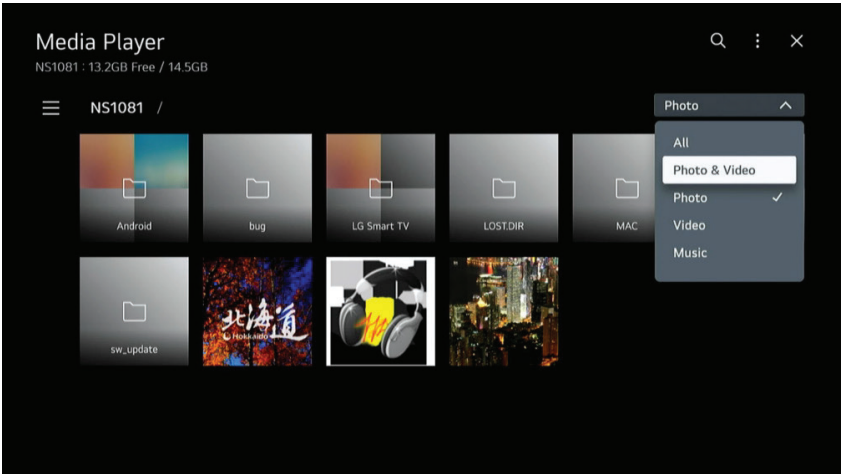 Media Player
NS1081 : 13.2GB Free / 14.5GB
NS1081 /
Photo
All
Photo & Video
Photo
Video
Music
Android
bug
LG Smart TV
LOST.DIR
MAC
sw_update
北海道
Hokkaido